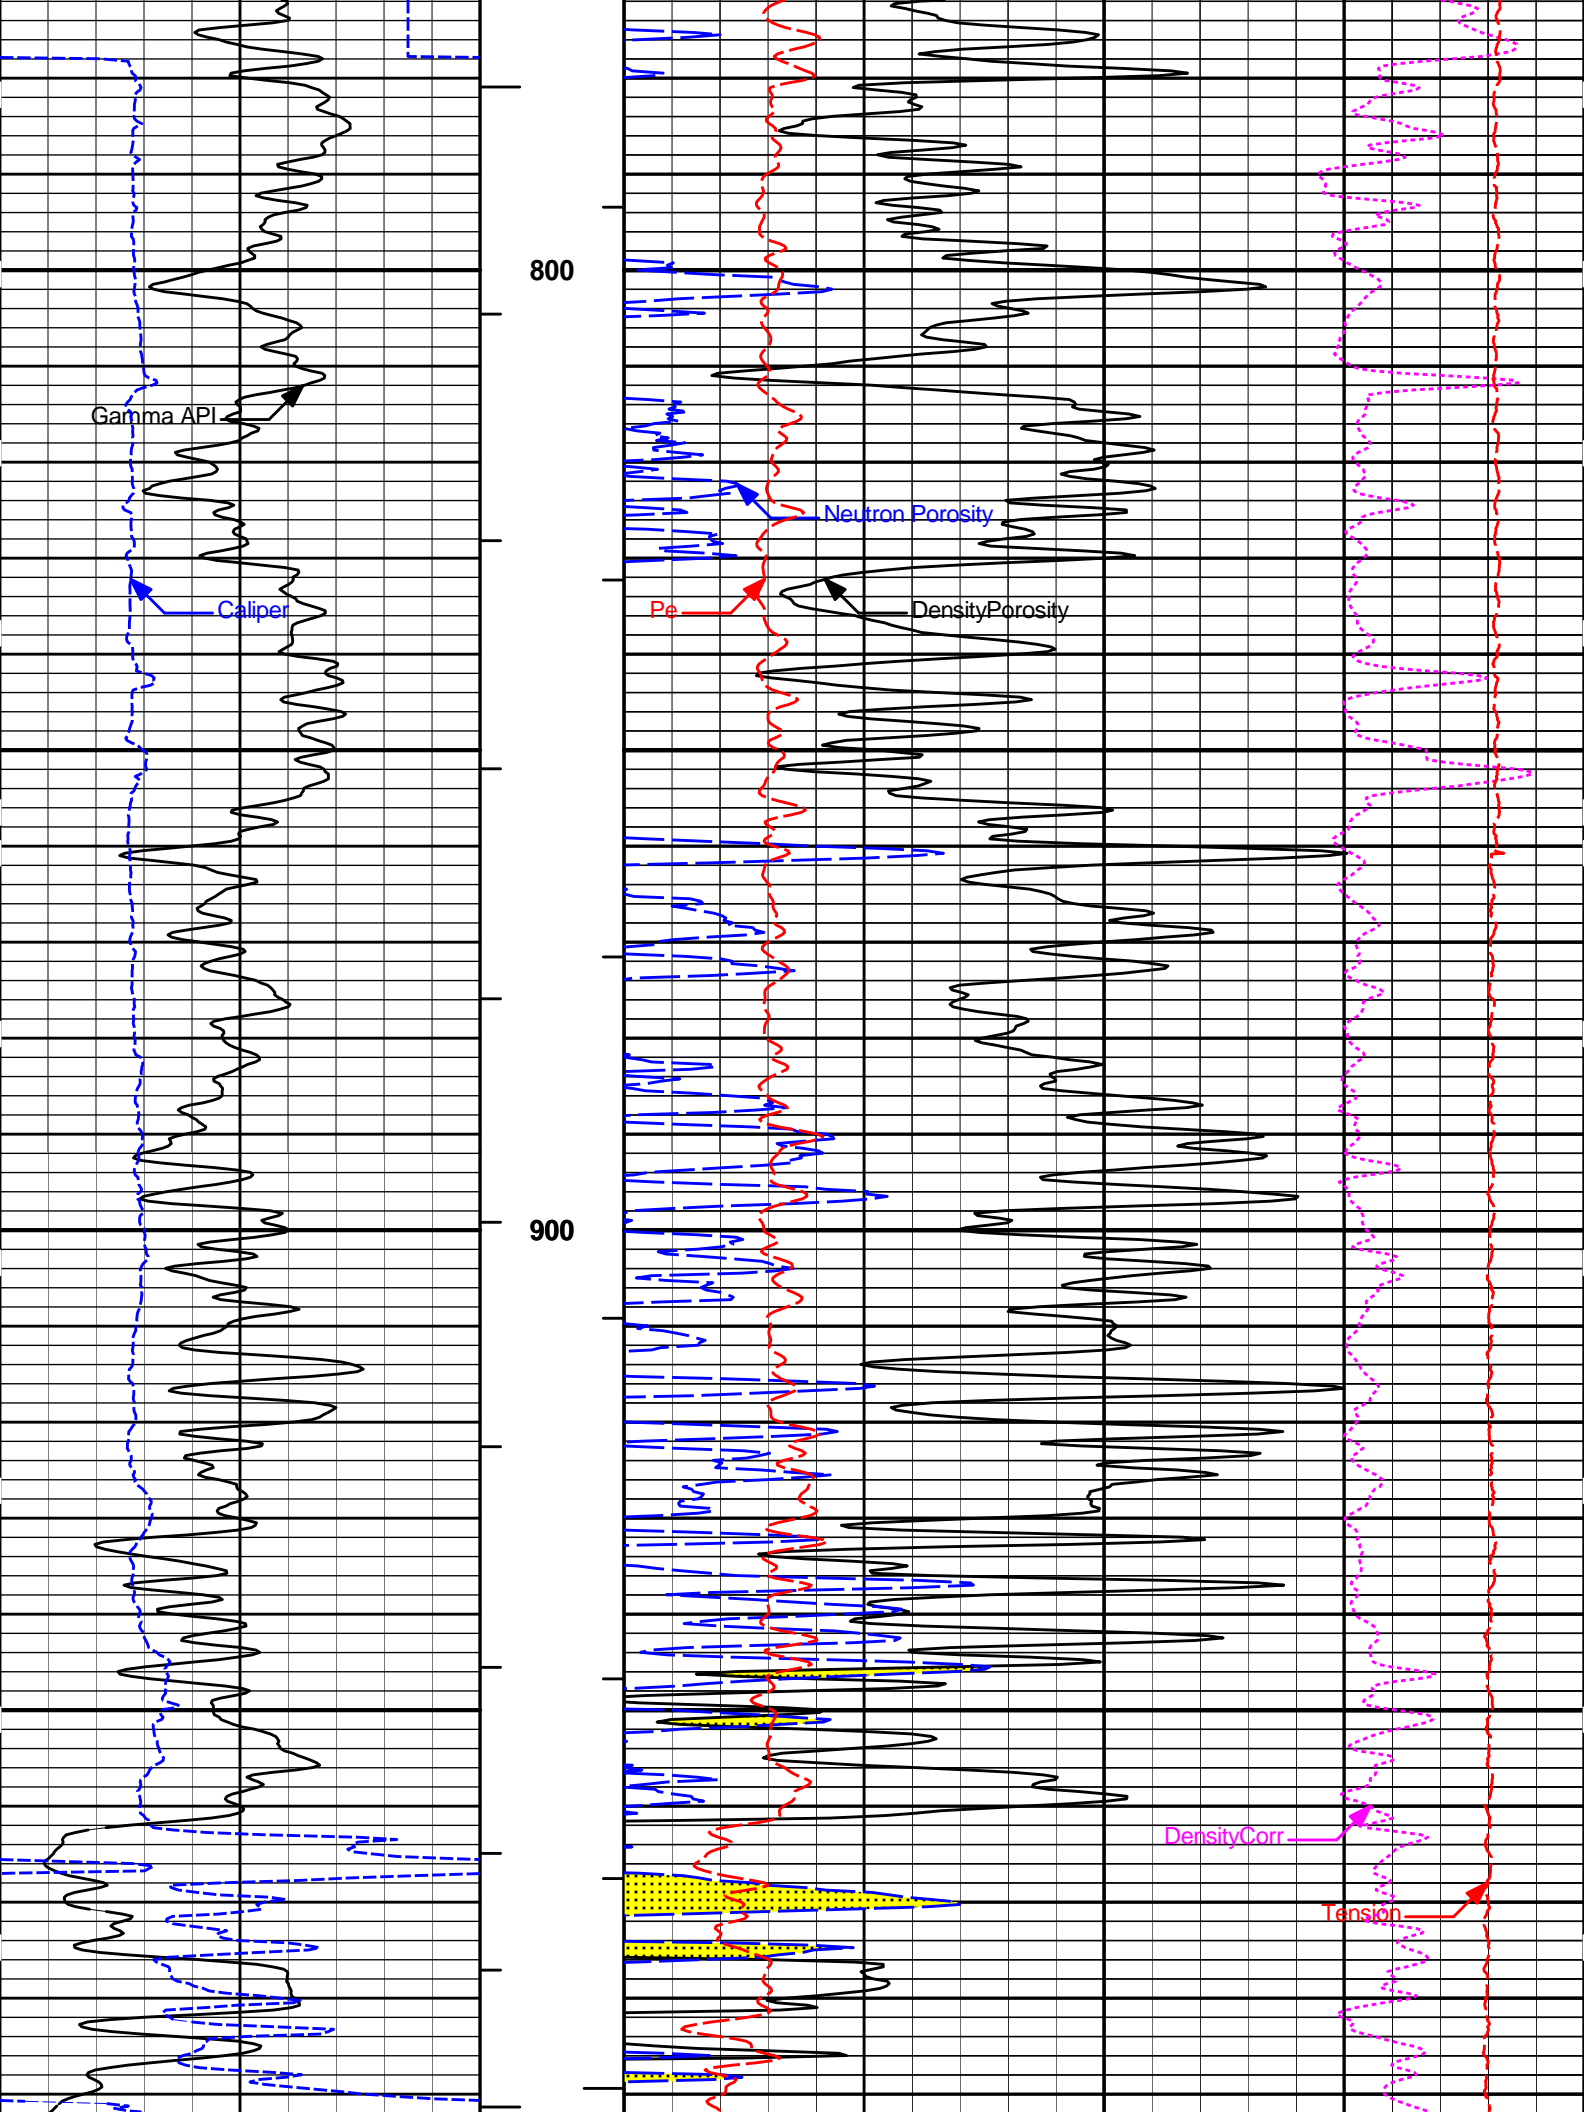 800
Gamma API
Neutron Porosity
Caliper
Pe
DensityPorosity
900
DensityCorr
Tension